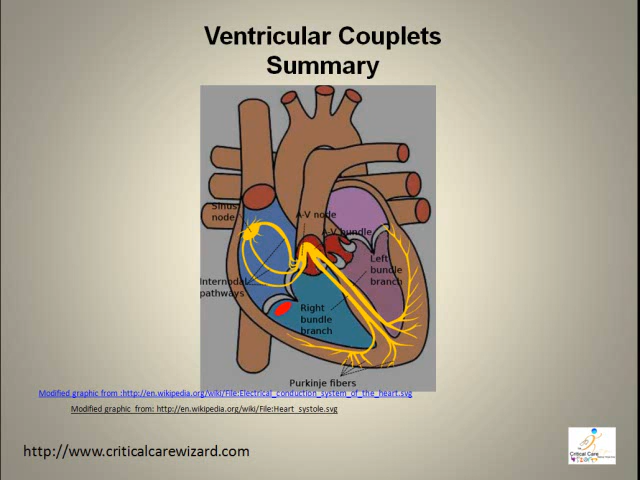 Ventricular Couplets
Summary
Sinus
node
A-V node
A-V bundle
Left
bundle
branch
Internodal
pathways
Right
bundle
branch
Purkinje fibers
Modified graphic from :http://en.wikipedia.org/wiki/File:Electrical_conduction_system_of_the_heart.svg
Modified graphic from: http://en.wikipedia.org/wiki/File:Heart_systole.svg
http://www.criticalcarewizard.com
Critical Care